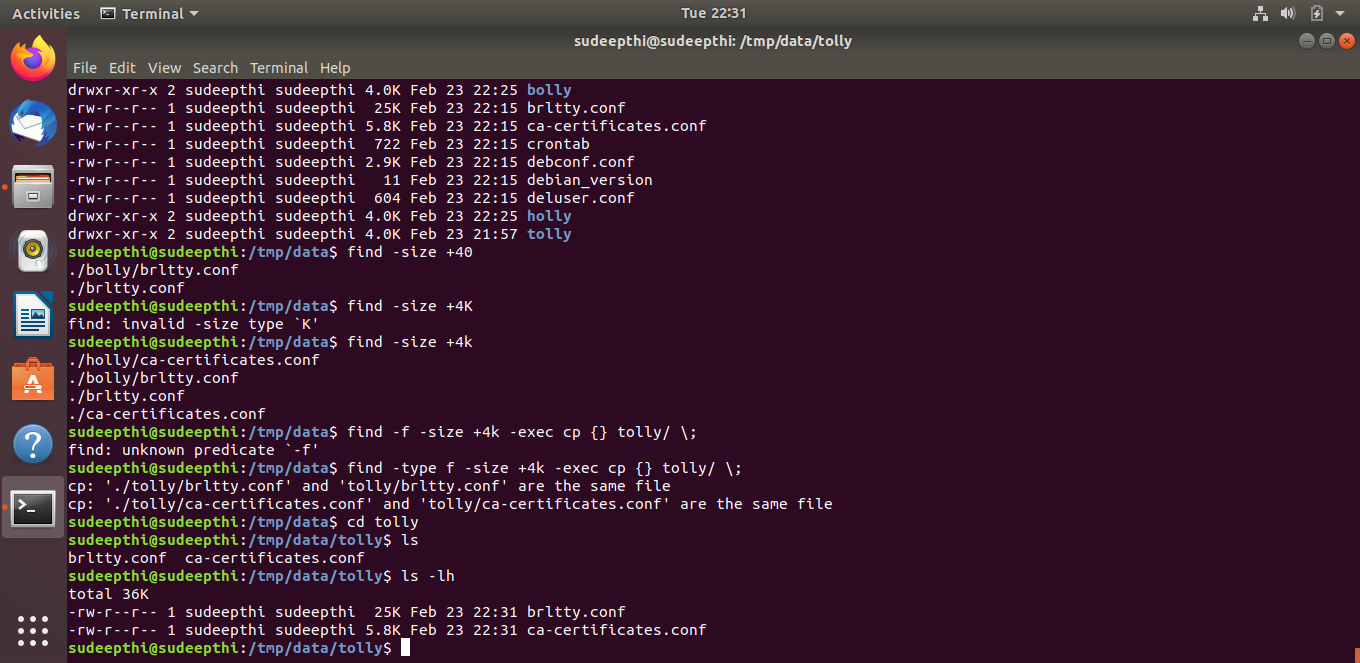 Activities Terminal Tue 22:31
sudeepthi@sudeepthi: /tmp/data/tolly
File Edit View Search Terminal Help
drwxr-xr-x 2 sudeepthi sudeepthi 4.0K Feb 23 22:25 bolly
-rw-r--r-- 1 sudeepthi sudeepthi  25K Feb 23 22:15 brltty.conf
-rw-r--r-- 1 sudeepthi sudeepthi 5.8K Feb 23 22:15 ca-certificates.conf
-rw-r--r-- 1 sudeepthi sudeepthi  722 Feb 23 22:15 crontab
-rw-r--r-- 1 sudeepthi sudeepthi 2.9K Feb 23 22:15 debconf.conf
-rw-r--r-- 1 sudeepthi sudeepthi   11 Feb 23 22:15 debian_version
-rw-r--r-- 1 sudeepthi sudeepthi  604 Feb 23 22:15 deluser.conf
drwxr-xr-x 2 sudeepthi sudeepthi 4.0K Feb 23 22:25 holly
drwxr-xr-x 2 sudeepthi sudeepthi 4.0K Feb 23 21:57 tolly
sudeepthi@sudeepthi:/tmp/data$ find -size +40
./bolly/brltty.conf
./brltty.conf
sudeepthi@sudeepthi:/tmp/data$ find -size +4K
find: invalid -size type `K'
sudeepthi@sudeepthi:/tmp/data$ find -size +4k
./holly/ca-certificates.conf
./bolly/brltty.conf
./brltty.conf
./ca-certificates.conf
sudeepthi@sudeepthi:/tmp/data$ find -f -size +4k -exec cp {} tolly/ \;
find: unknown predicate `-f'
sudeepthi@sudeepthi:/tmp/data$ find -type f -size +4k -exec cp {} tolly/ \;
cp: './tolly/brltty.conf' and 'tolly/brltty.conf' are the same file
cp: './tolly/ca-certificates.conf' and 'tolly/ca-certificates.conf' are the same file
sudeepthi@sudeepthi:/tmp/data$ cd tolly
sudeepthi@sudeepthi:/tmp/data/tolly$ ls
brltty.conf  ca-certificates.conf
sudeepthi@sudeepthi:/tmp/data/tolly$ ls -lh
total 36K
-rw-r--r-- 1 sudeepthi sudeepthi  25K Feb 23 22:31 brltty.conf
-rw-r--r-- 1 sudeepthi sudeepthi 5.8K Feb 23 22:31 ca-certificates.conf
sudeepthi@sudeepthi:/tmp/data/tolly$